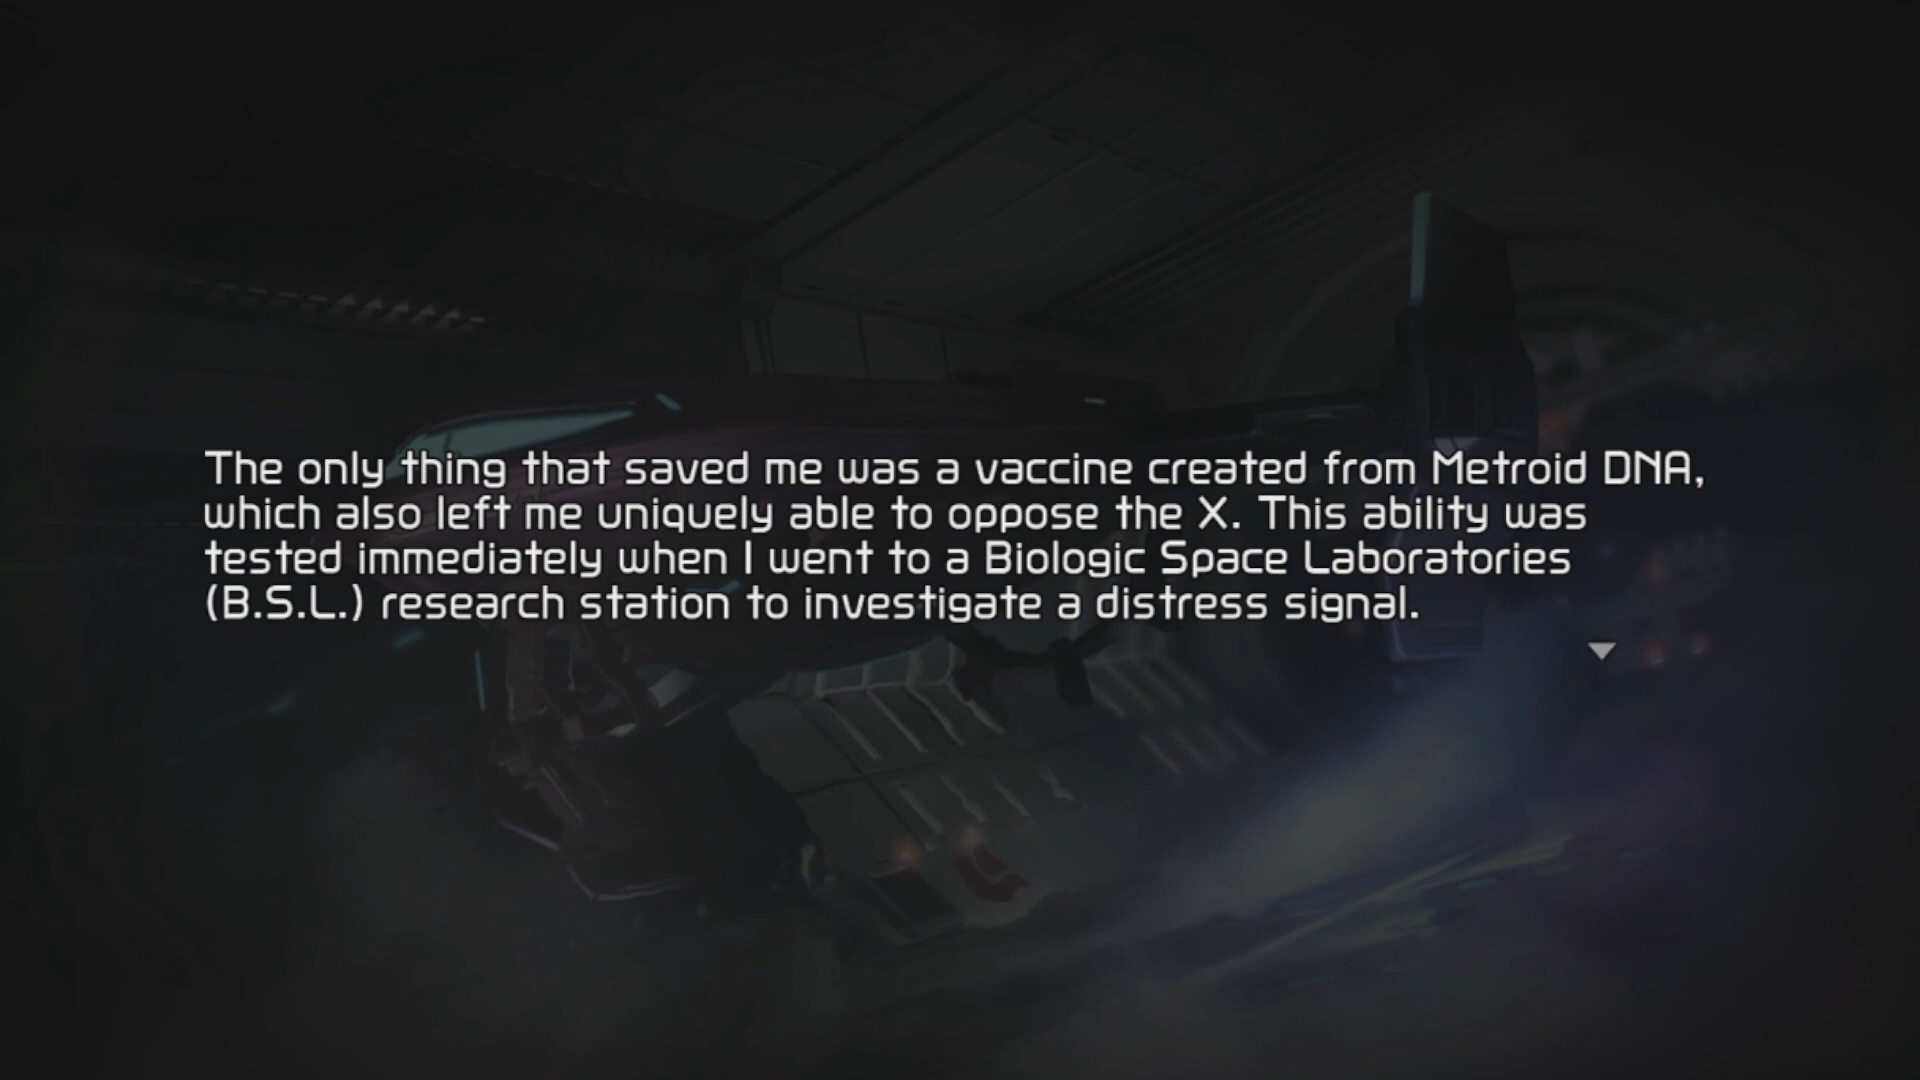 The only thing that saved me was a vaccine created from Metroid DNA,
which also left me uniquely able to oppose the X. This ability was
tested immediately when I went to a Biologic Space Laboratories
(B.S.L.) research station to investigate a distress signal.